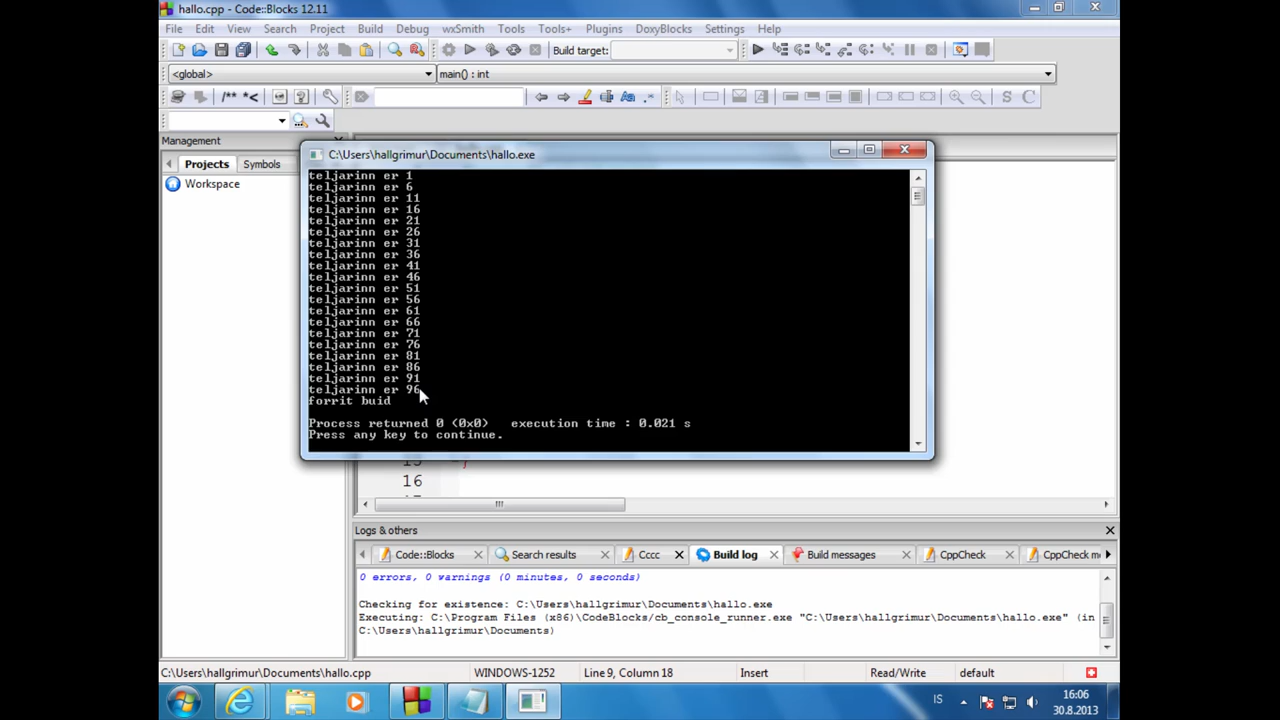 hallo.cpp - Code::Blocks 12.11
File Edit View Search Project Build Debug wxSmith Tools Tools+ Plugins DoxyBlocks Settings Help
Build target:
<global> main() : int
/** *<
Aa .*
S C
Management
Projects Symbols
Workspace
C:\Users\hallgrimur\Documents\hallo.exe
teljarinn er 1
teljarinn er 6
teljarinn er 11
teljarinn er 16
teljarinn er 21
teljarinn er 26
teljarinn er 31
teljarinn er 36
teljarinn er 41
teljarinn er 46
teljarinn er 51
teljarinn er 56
teljarinn er 61
teljarinn er 66
teljarinn er 71
teljarinn er 76
teljarinn er 81
teljarinn er 86
teljarinn er 91
teljarinn er 96
forrit buid
Process returned 0 (0x0) execution time : 0.021 s
Press any key to continue.
15 }
16
Logs & others
Code::Blocks Search results Cccc Build log Build messages CppCheck CppCheck me
0 errors, 0 warnings (0 minutes, 0 seconds)
Checking for existence: C:\Users\hallgrimur\Documents\hallo.exe
Executing: C:\Program Files (x86)\CodeBlocks/cb_console_runner.exe "C:\Users\hallgrimur\Documents\hallo.exe" (in
C:\Users\hallgrimur\Documents)
C:\Users\hallgrimur\Documents\hallo.cpp WINDOWS-1252 Line 9, Column 18 Insert Read/Write default
IS 16:06
30.8.2013